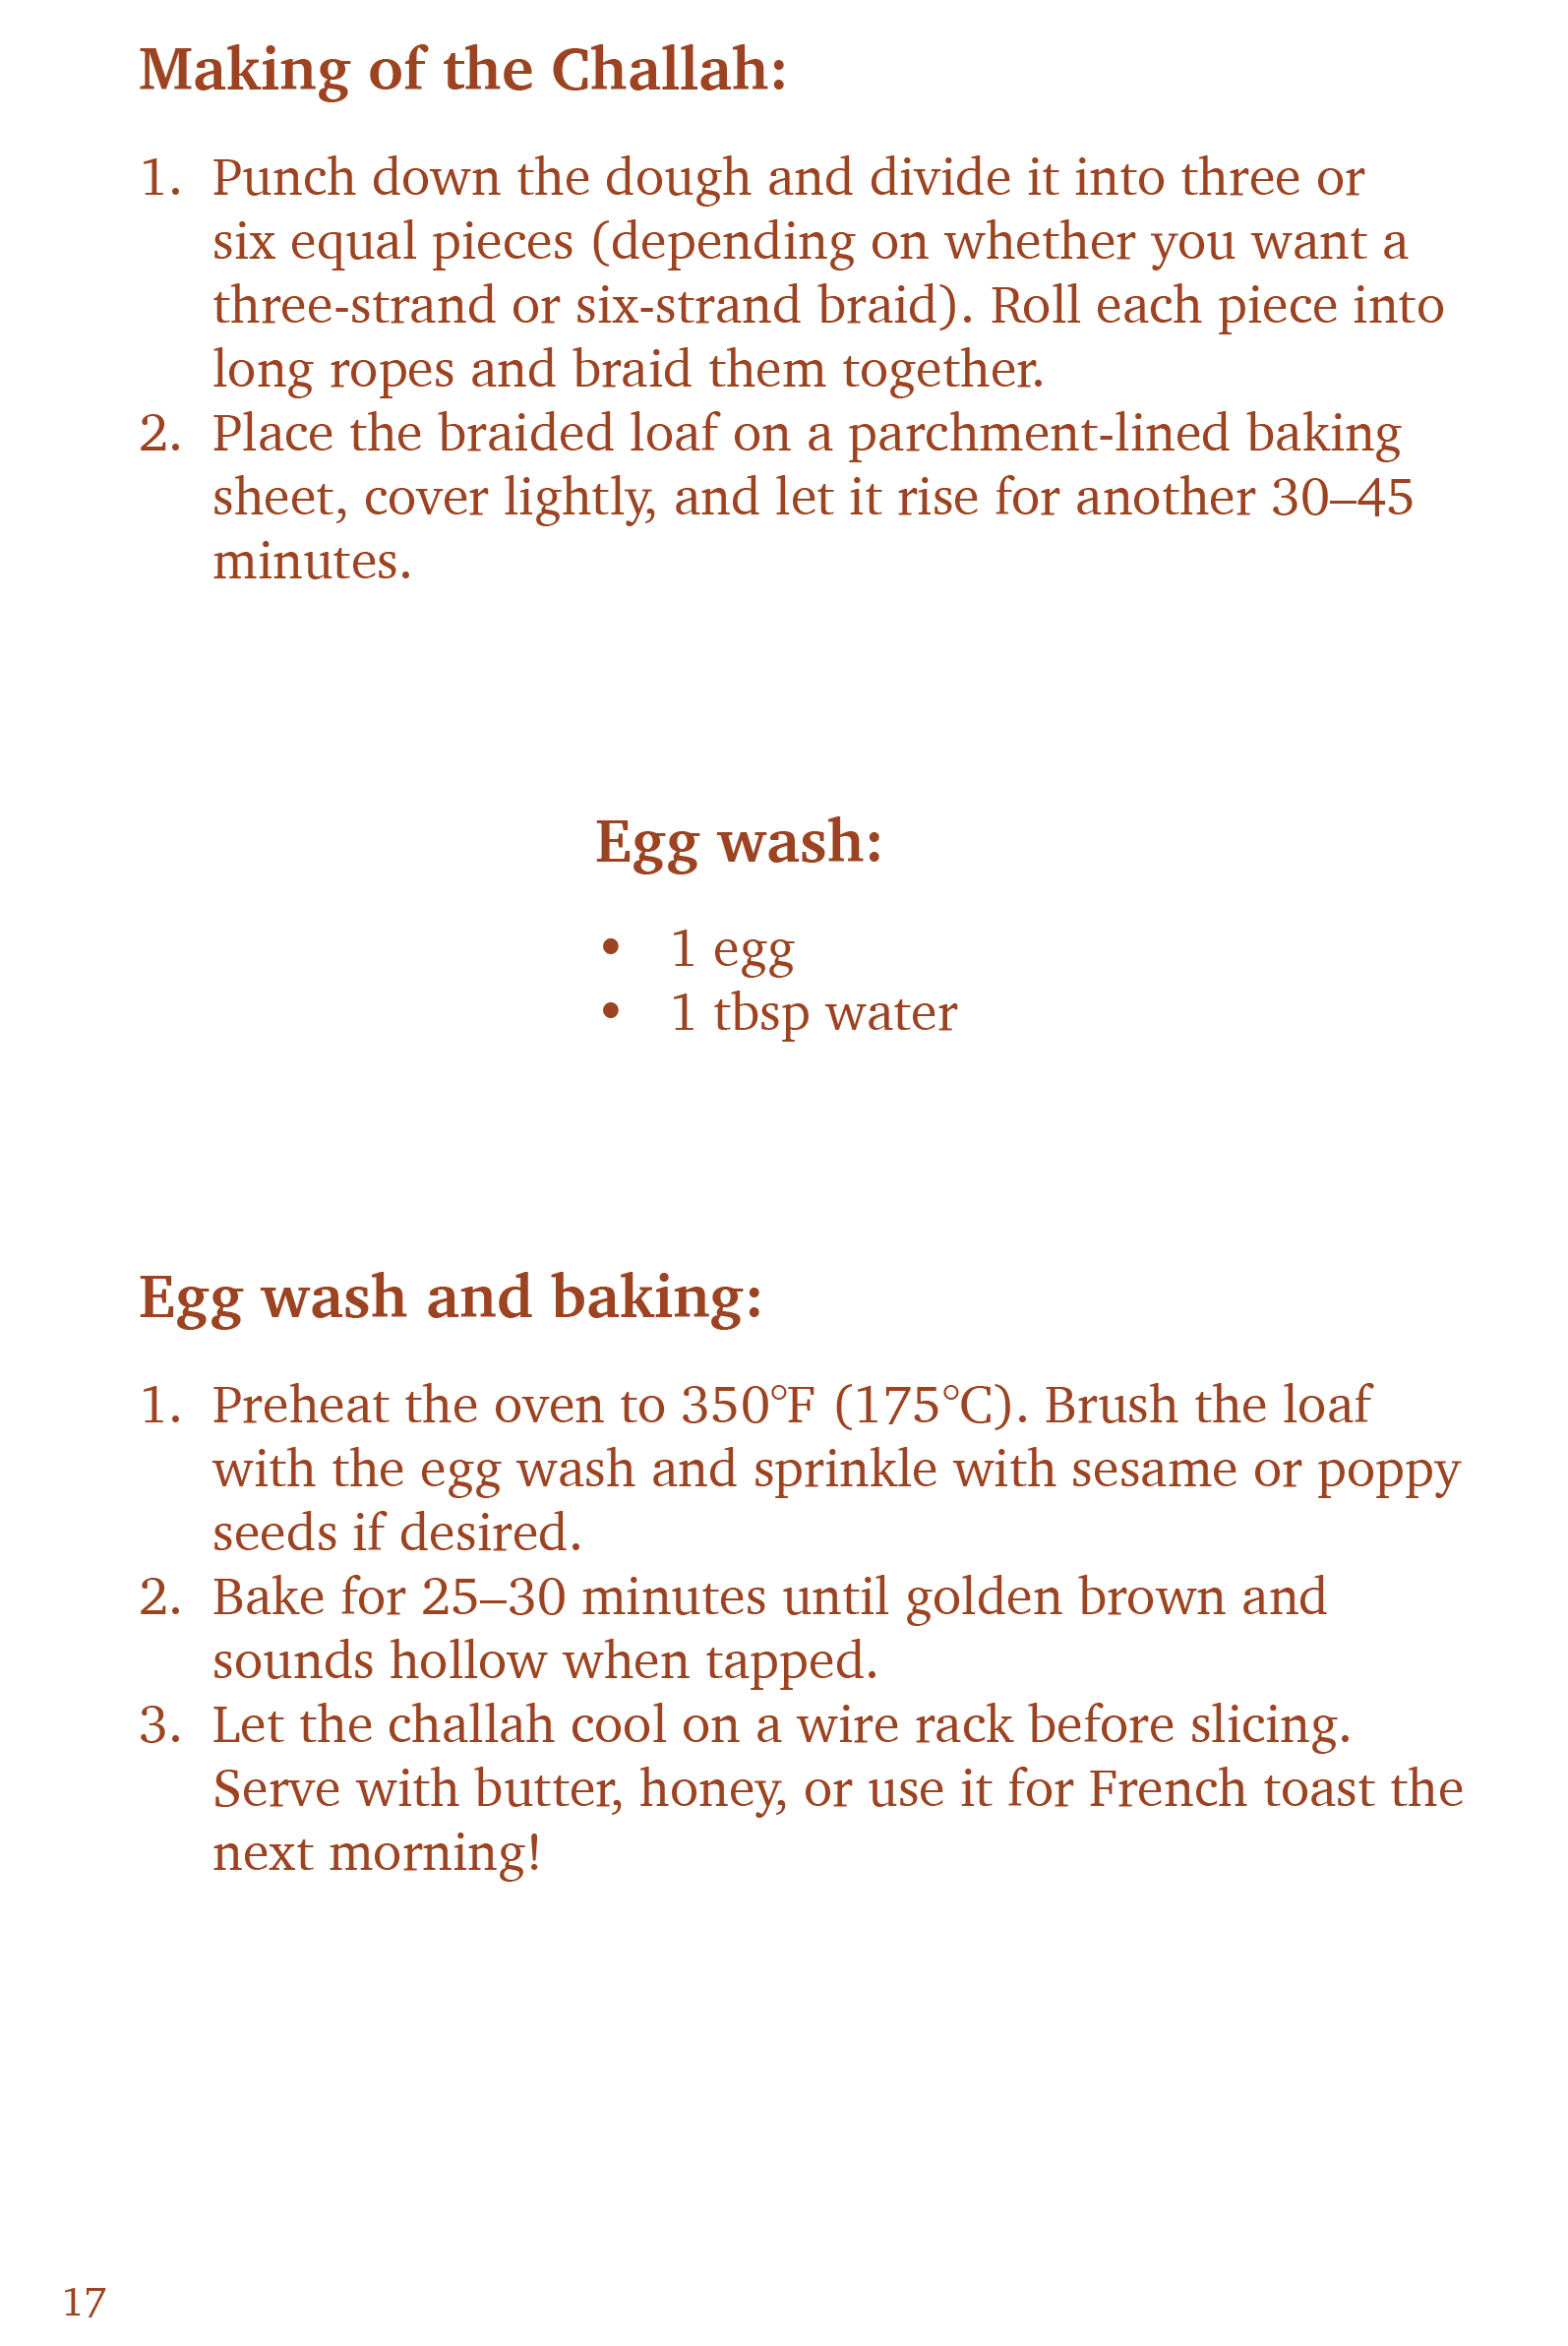 Making of the Challah:
1. Punch down the dough and divide it into three or
six equal pieces (depending on whether you want a
three-strand or six-strand braid). Roll each piece into
long ropes and braid them together.
2. Place the braided loaf on a parchment-lined baking
sheet, cover lightly, and let it rise for another 30–45
minutes.
Egg wash:
• 1 egg
• 1 tbsp water
Egg wash and baking:
1. Preheat the oven to 350°F (175°C). Brush the loaf
with the egg wash and sprinkle with sesame or poppy
seeds if desired.
2. Bake for 25–30 minutes until golden brown and
sounds hollow when tapped.
3. Let the challah cool on a wire rack before slicing.
Serve with butter, honey, or use it for French toast the
next morning!
17